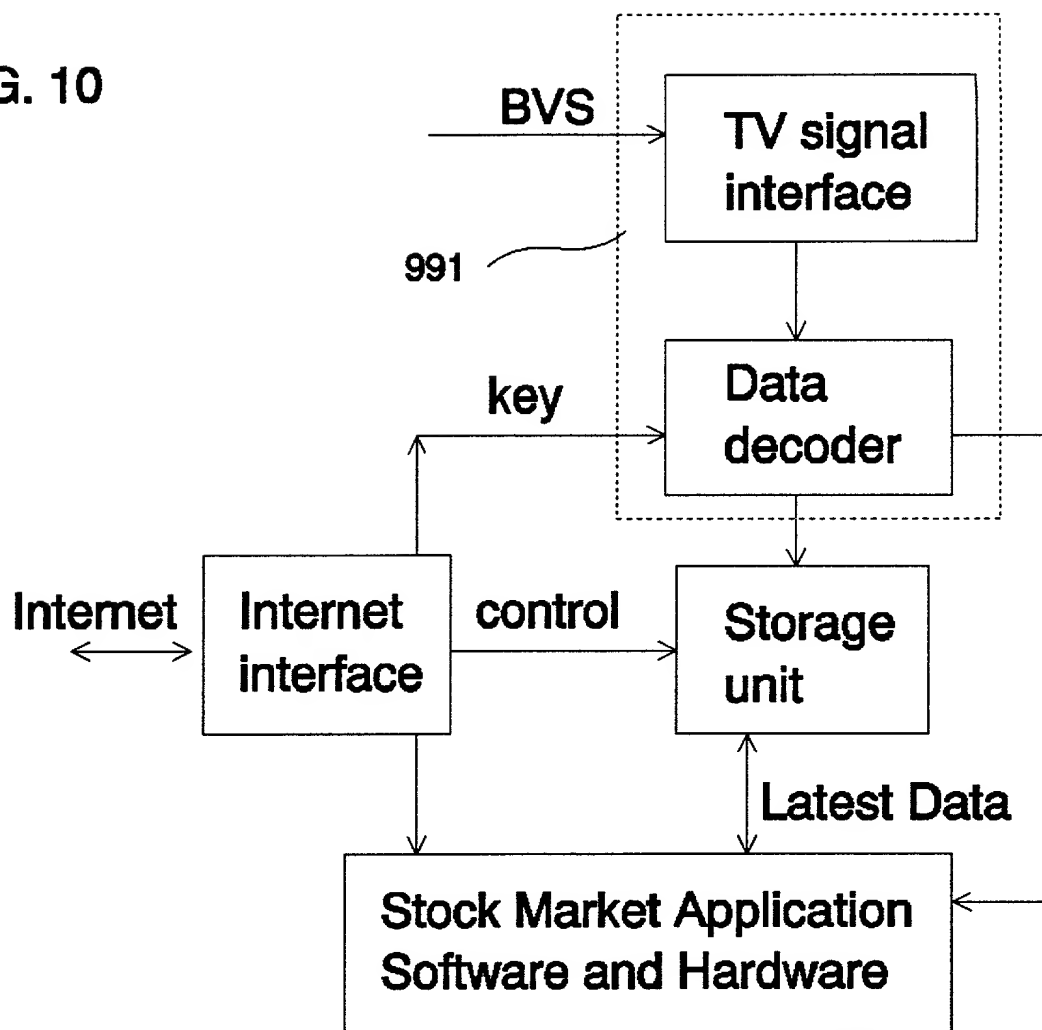 G. 10
BVS
TV signal
interface
991
key
Data
decoder
Internet
Internet
interface
control
Storage
unit
Latest Data
Stock Market Application
Software and Hardware